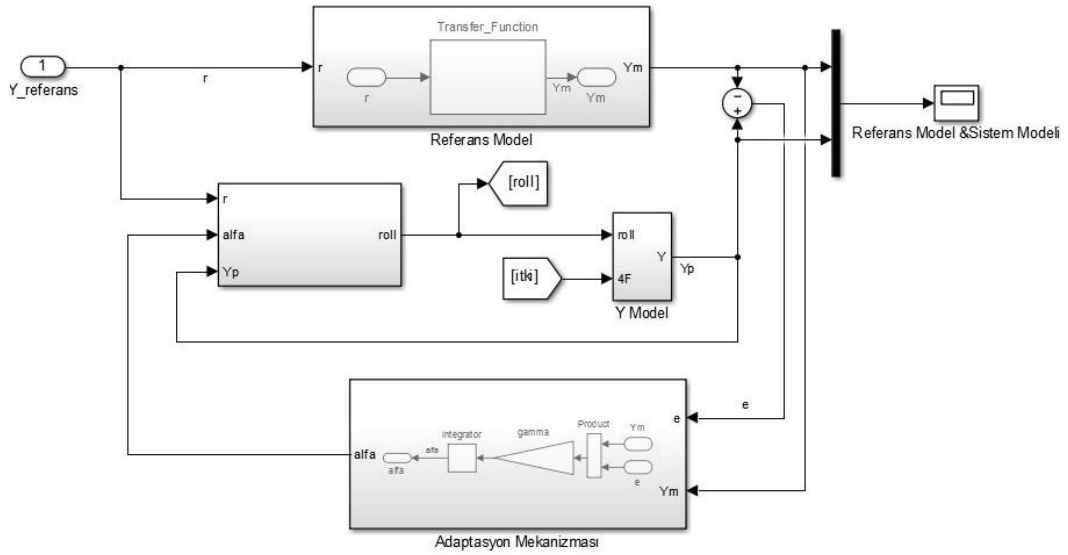 Transfer_Function
1
Y_referans
r
r
r
Ym
Ym
Ym
Referans Model
−
+
Referans Model &Sistem Modeli
r
alfa
Yp
roll
[roll]
roll
4F
Y
Yp
[itki]
Y Model
e
e
Ym
alfa
integrator
gamma
Product
Ym
alfa
alfa
e
Adaptasyon Mekanizması